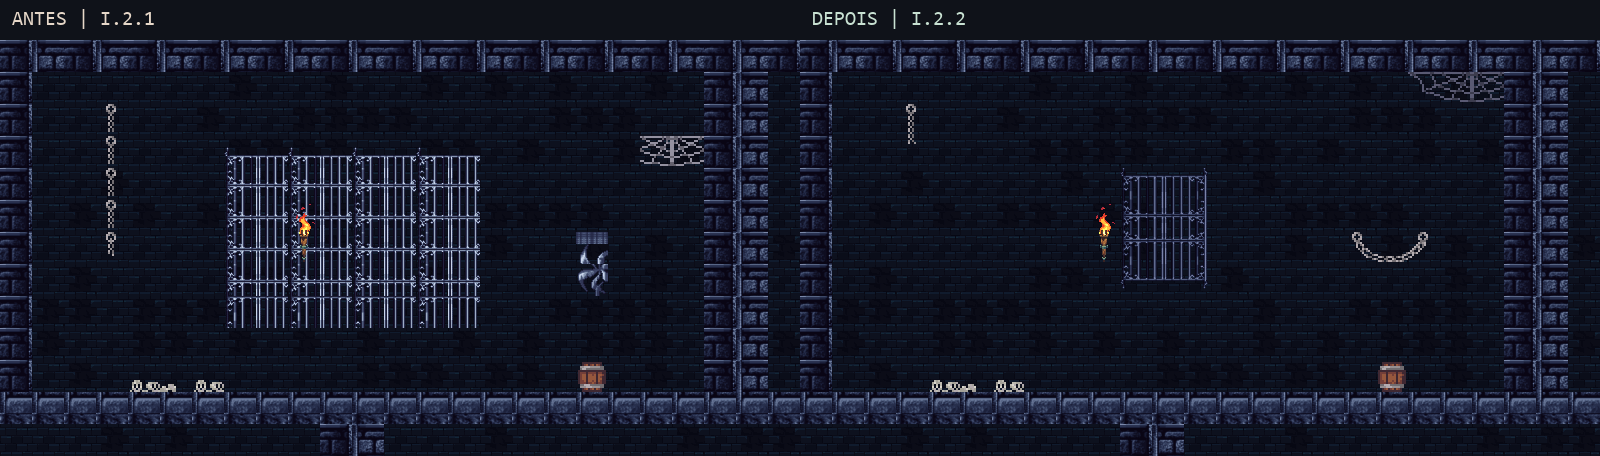 ANTES | I.2.1
DEPOIS | I.2.2